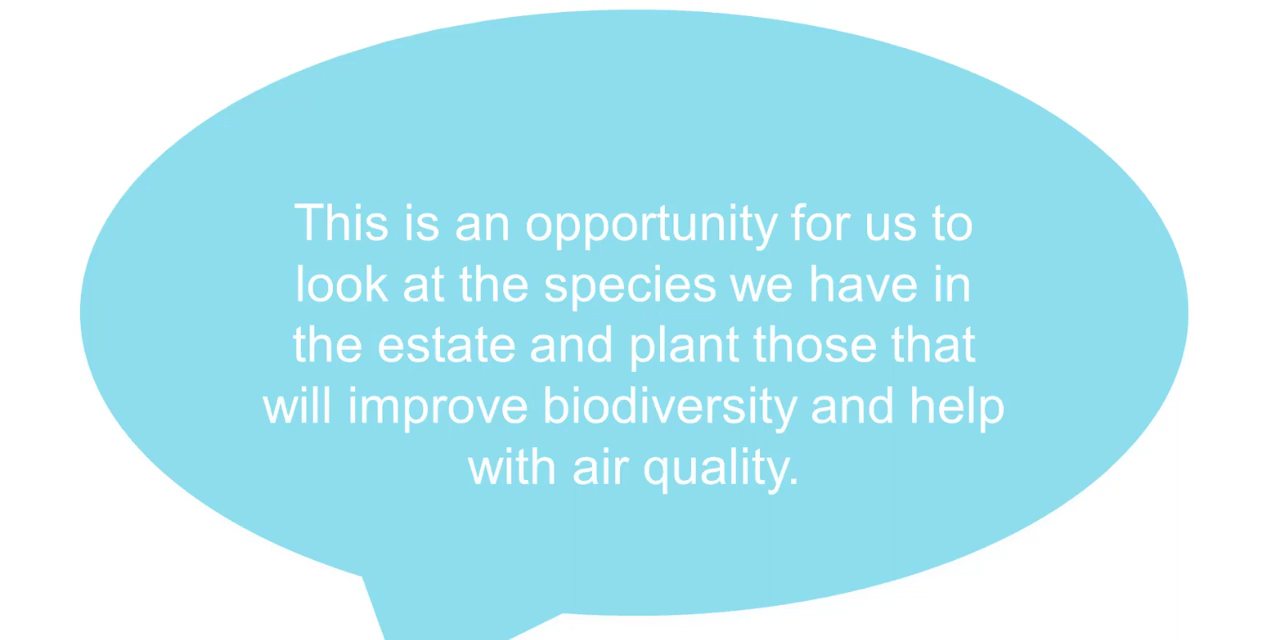 This is an opportunity for us to
look at the species we have in
the estate and plant those that
will improve biodiversity and help
with air quality.